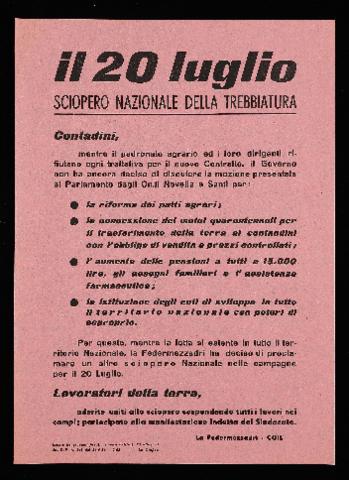 il 20 luglio
SCIOPERO NAZIONALE DELLA TREBBIATURA
Contadini,
mentre il padronato agrario ed i loro dirigenti rifiutano ogni trattativa per il nuovo Contratto, il Governo
non ha ancora deciso di discutere la mozione presentata
al Parlamento dagli On.li Novella e Santi per:
● la riforma dei patti agrari;
● la concessione dei mutui quarantennali per
il trasferimento della terra ai contadini
con l'obbligo di vendita a prezzi controllati;
● l'aumento delle pensioni a tutti a 15.000
lire, gli assegni familiari e l'assistenza
farmaceutica;
● la istituzione degli enti di sviluppo in tutto
il territorio nazionale con poteri di
esproprio.
Per questo, mentre la lotta si estende in tutto il territorio Nazionale, la Federmezzadri ha deciso di proclamare un altro sciopero Nazionale nelle campagne
per il 20 Luglio.
Lavoratori della terra,
aderite uniti allo sciopero sospendendo tutti i lavori nei
campi; partecipate alla manifestazione indetta dal Sindacato.
La Federmezzadri - CGIL